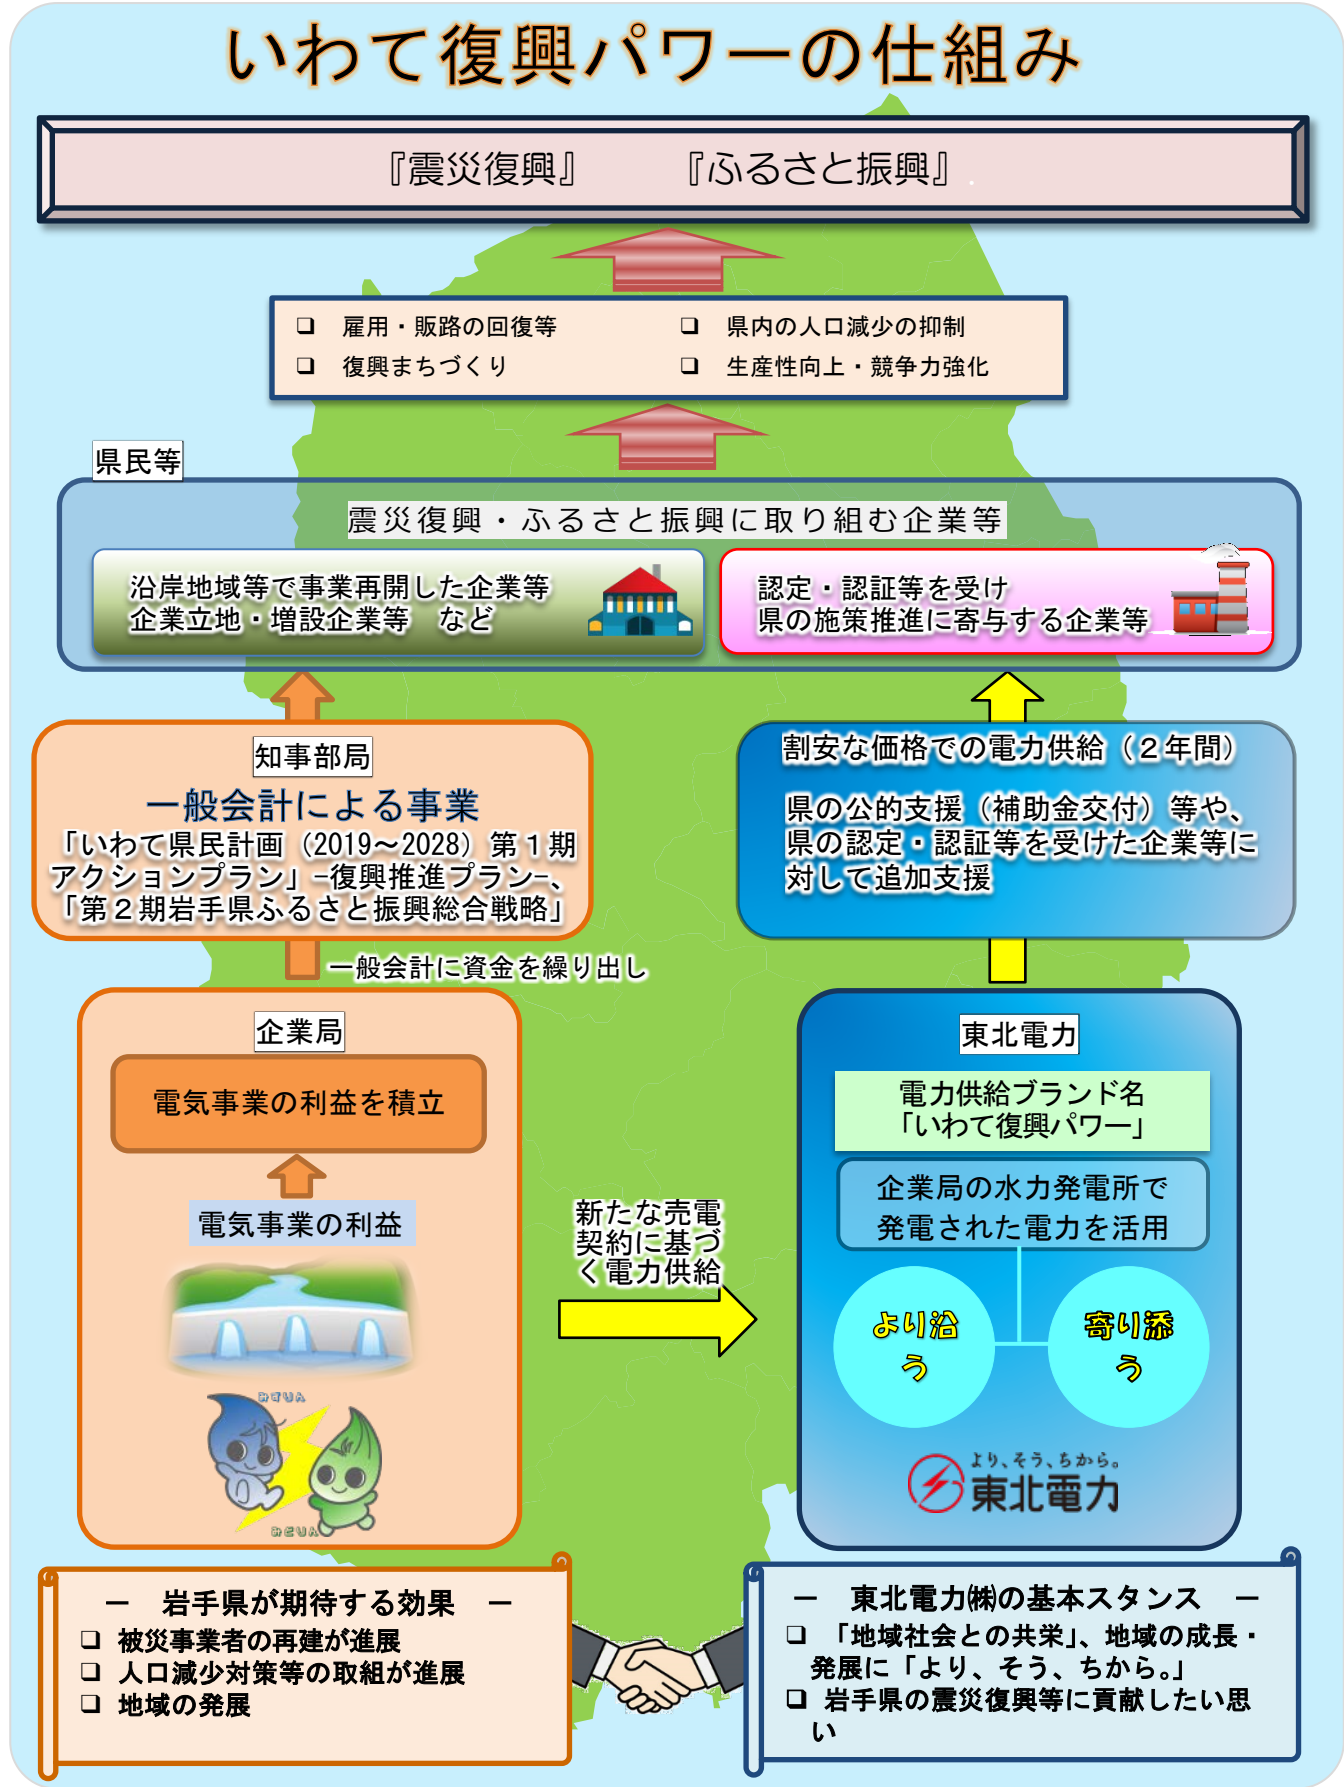 いわて復興パワーの仕組み
『震災復興』　　『ふるさと振興』
❏ 雇用・販路の回復等
❏ 復興まちづくり
❏ 県内の人口減少の抑制
❏ 生産性向上・競争力強化
県民等
震災復興・ふるさと振興に取り組む企業等
沿岸地域等で事業再開した企業等
企業立地・増設企業等　など
認定・認証等を受け
県の施策推進に寄与する企業等
知事部局
一般会計による事業
「いわて県民計画（2019～2028）第１期
アクションプラン」-復興推進プラン-、
「第２期岩手県ふるさと振興総合戦略」
割安な価格での電力供給（２年間）
県の公的支援（補助金交付）等や、
県の認定・認証等を受けた企業等に
対して追加支援
一般会計に資金を繰り出し
企業局
電気事業の利益を積立
電気事業の利益
みずりん
みどりん
新たな売電
契約に基づ
く電力供給
東北電力
電力供給ブランド名
「いわて復興パワー」
企業局の水力発電所で
発電された電力を活用
より沿
う
寄り添
う
より、そう、ちから。
東北電力
－　岩手県が期待する効果　－
❏ 被災事業者の再建が進展
❏ 人口減少対策等の取組が進展
❏ 地域の発展
－　東北電力㈱の基本スタンス　－
❏ 「地域社会との共栄」、地域の成長・
発展に「より、そう、ちから。」
❏ 岩手県の震災復興等に貢献したい思
い